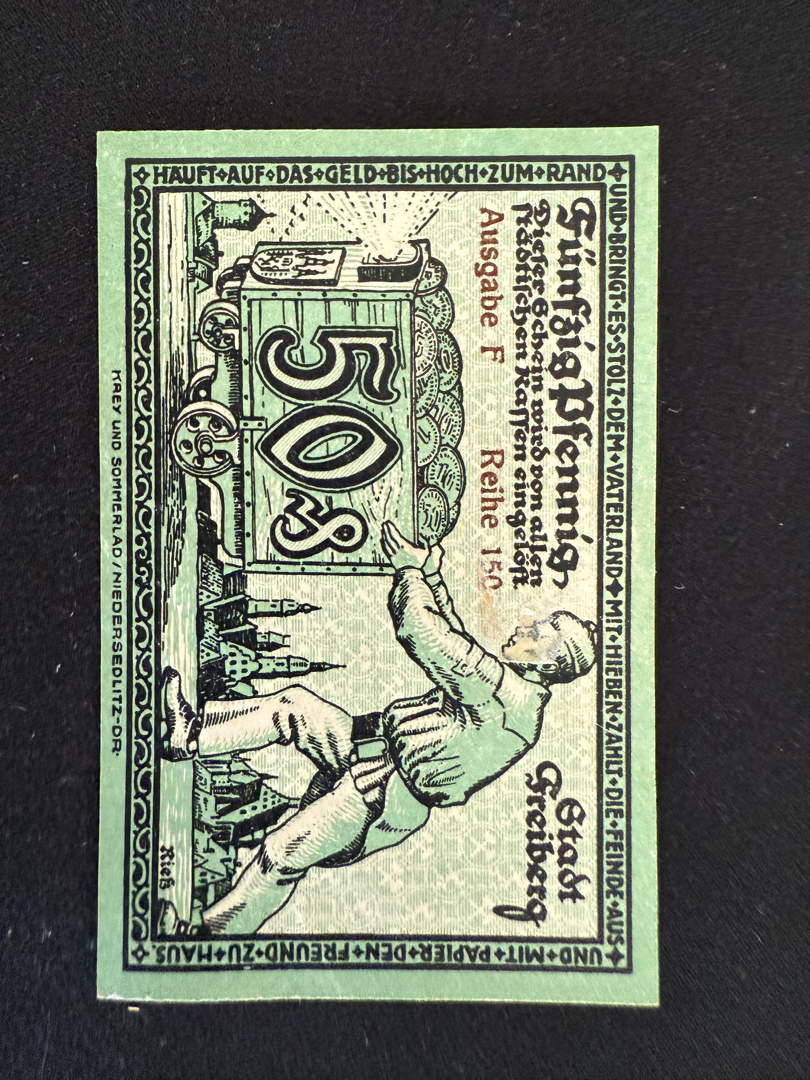 HÄUFT AUF DAS GELD BIS HOCH ZUM RAND
UND BRINGT ES STOLZ DEM VATERLAND MIT HIEBEN ZAHLT DIE FEINDE AUS
UND MIT PAPIER DEN FREUND ZU HAUS.
Fünfzig Pfennig,
Dieser Schein wird von allen
städtischen Kassen eingelöst
Ausgabe F Reihe 150
Stadt
Freiberg
50 ₰
Rieß
KREY UND SOMMERLAD / NIEDERSEDLITZ-DR.